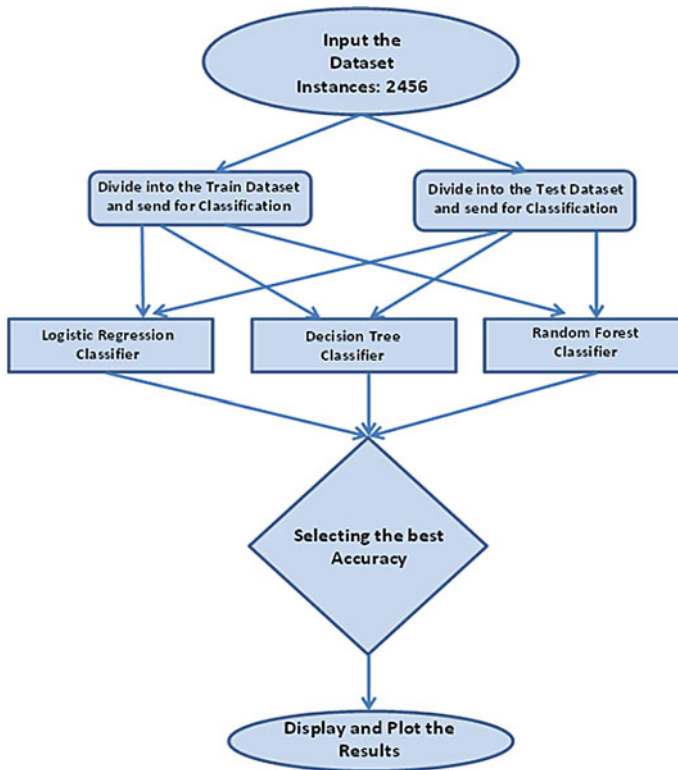 Input the
Dataset
Instances: 2456
Divide into the Train Dataset
and send for Classification
Divide into the Test Dataset
and send for Classification
Logistic Regression
Classifier
Decision Tree
Classifier
Random Forest
Classifier
Selecting the best
Accuracy
Display and Plot the
Results